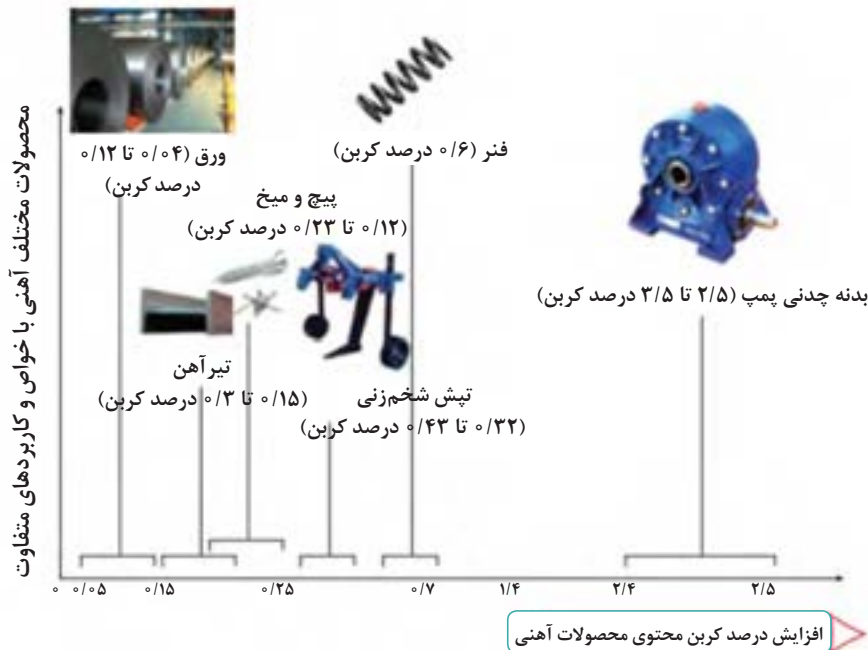 محصولات مختلف آهنی با خواص و کاربردهای متفاوت
ورق (۰/۰۴ تا ۰/۱۲
درصد کربن)
فنر (۰/۶ درصد کربن)
پیچ و میخ
(۰/۱۲ تا ۰/۲۳ درصد کربن)
بدنه چدنی پمپ (۲/۵ تا ۳/۵ درصد کربن)
تیرآهن
(۰/۱۵ تا ۰/۳ درصد کربن)
تپش شخم‌زنی
(۰/۳۲ تا ۰/۴۳ درصد کربن)
۰ ۰/۰۵ ۰/۱۵ ۰/۲۵ ۰/۷ ۱/۴ ۲/۴ ۲/۵
افزایش درصد کربن محتوی محصولات آهنی